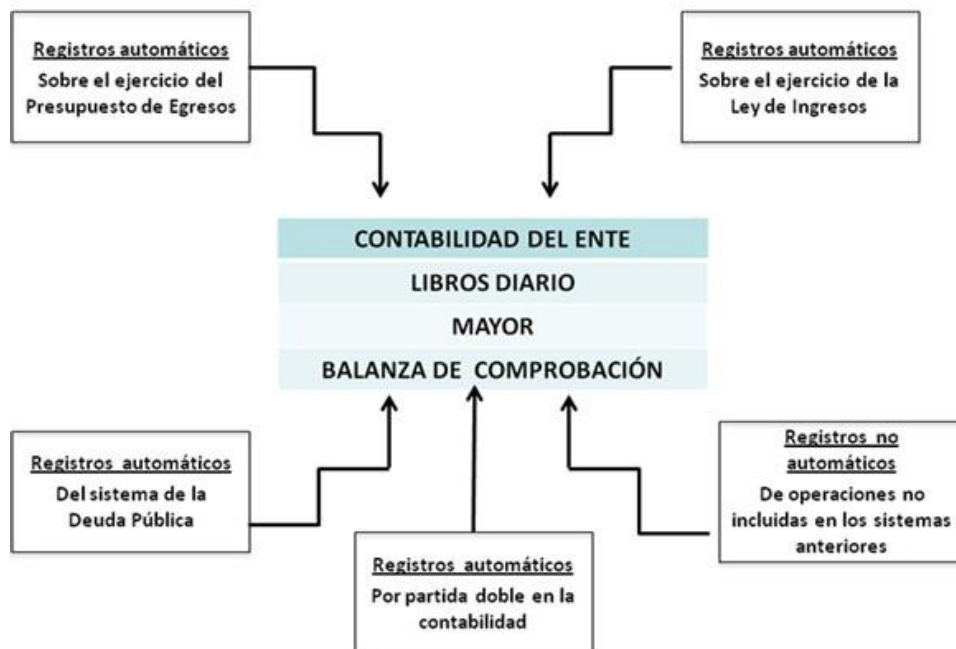 Registros automáticos
Sobre el ejercicio del
Presupuesto de Egresos
Registros automáticos
Sobre el ejercicio de la
Ley de Ingresos
CONTABILIDAD DEL ENTE
LIBROS DIARIO
MAYOR
BALANZA DE COMPROBACIÓN
Registros automáticos
Del sistema de la
Deuda Pública
Registros automáticos
Por partida doble en la
contabilidad
Registros no
automáticos
De operaciones no
incluidas en los sistemas
anteriores